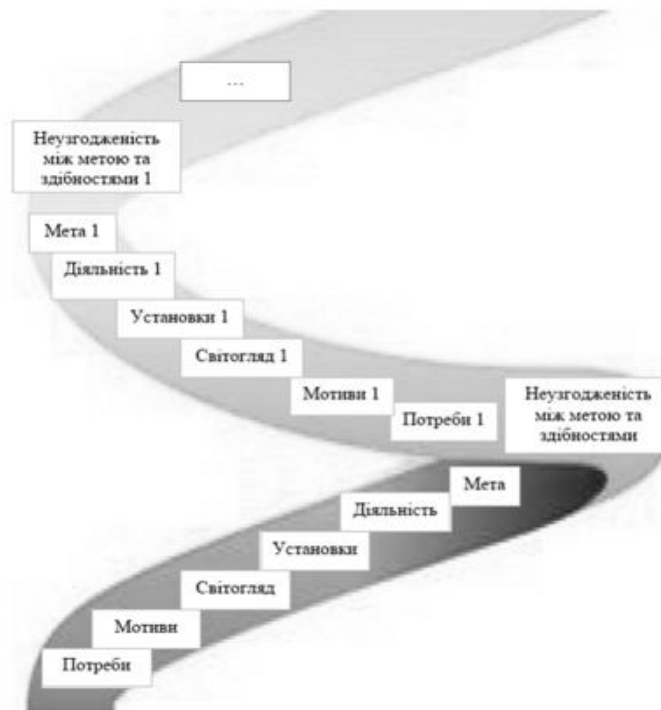 …
Неузгодженість
між метою та
здібностями 1
Мета 1
Діяльність 1
Установки 1
Світогляд 1
Мотиви 1
Потреби 1
Неузгодженість
між метою та
здібностями
Мета
Діяльність
Установки
Світогляд
Мотиви
Потреби